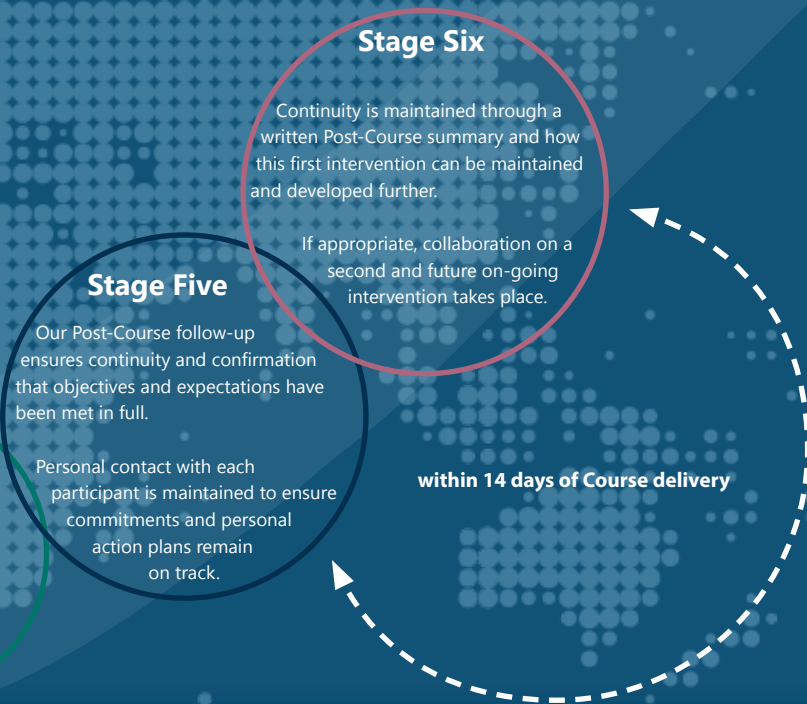 Stage Six
Continuity is maintained through a
written Post-Course summary and how
this first intervention can be maintained
and developed further.
If appropriate, collaboration on a
second and future on-going
intervention takes place.
Stage Five
Our Post-Course follow-up
ensures continuity and confirmation
that objectives and expectations have
been met in full.
Personal contact with each
participant is maintained to ensure
commitments and personal
action plans remain
on track.
within 14 days of Course delivery